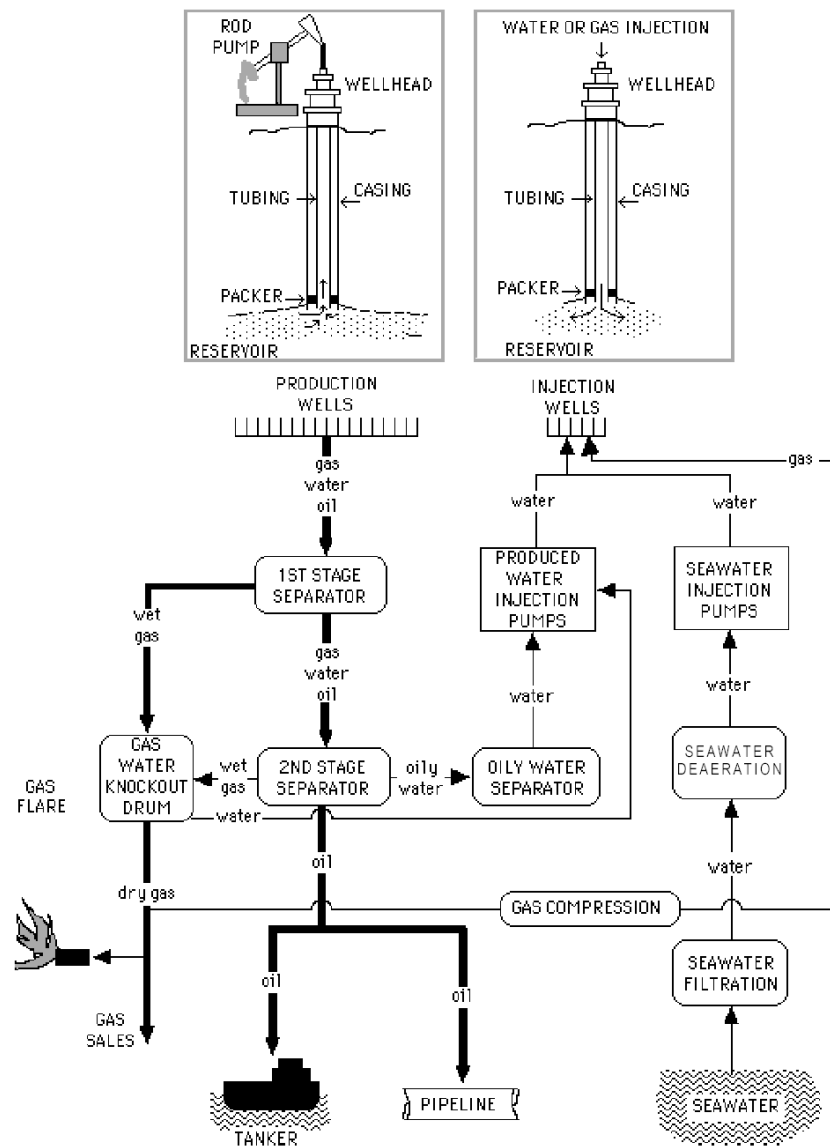 ROD
PUMP
WELLHEAD
TUBING
CASING
PACKER
RESERVOIR
WATER OR GAS INJECTION
WELLHEAD
TUBING
CASING
PACKER
RESERVOIR
PRODUCTION
WELLS
INJECTION
WELLS
gas
water
oil
gas
water
water
1ST STAGE
SEPARATOR
PRODUCED
WATER
INJECTION
PUMPS
SEAWATER
INJECTION
PUMPS
wet
gas
gas
water
oil
water
water
GAS
WATER
KNOCKOUT
DRUM
wet
gas
2ND STAGE
SEPARATOR
oily
water
OILY WATER
SEPARATOR
SEAWATER
DEAERATION
GAS
FLARE
water
oil
water
dry gas
GAS COMPRESSION
SEAWATER
FILTRATION
oil
oil
GAS
SALES
TANKER
PIPELINE
SEAWATER